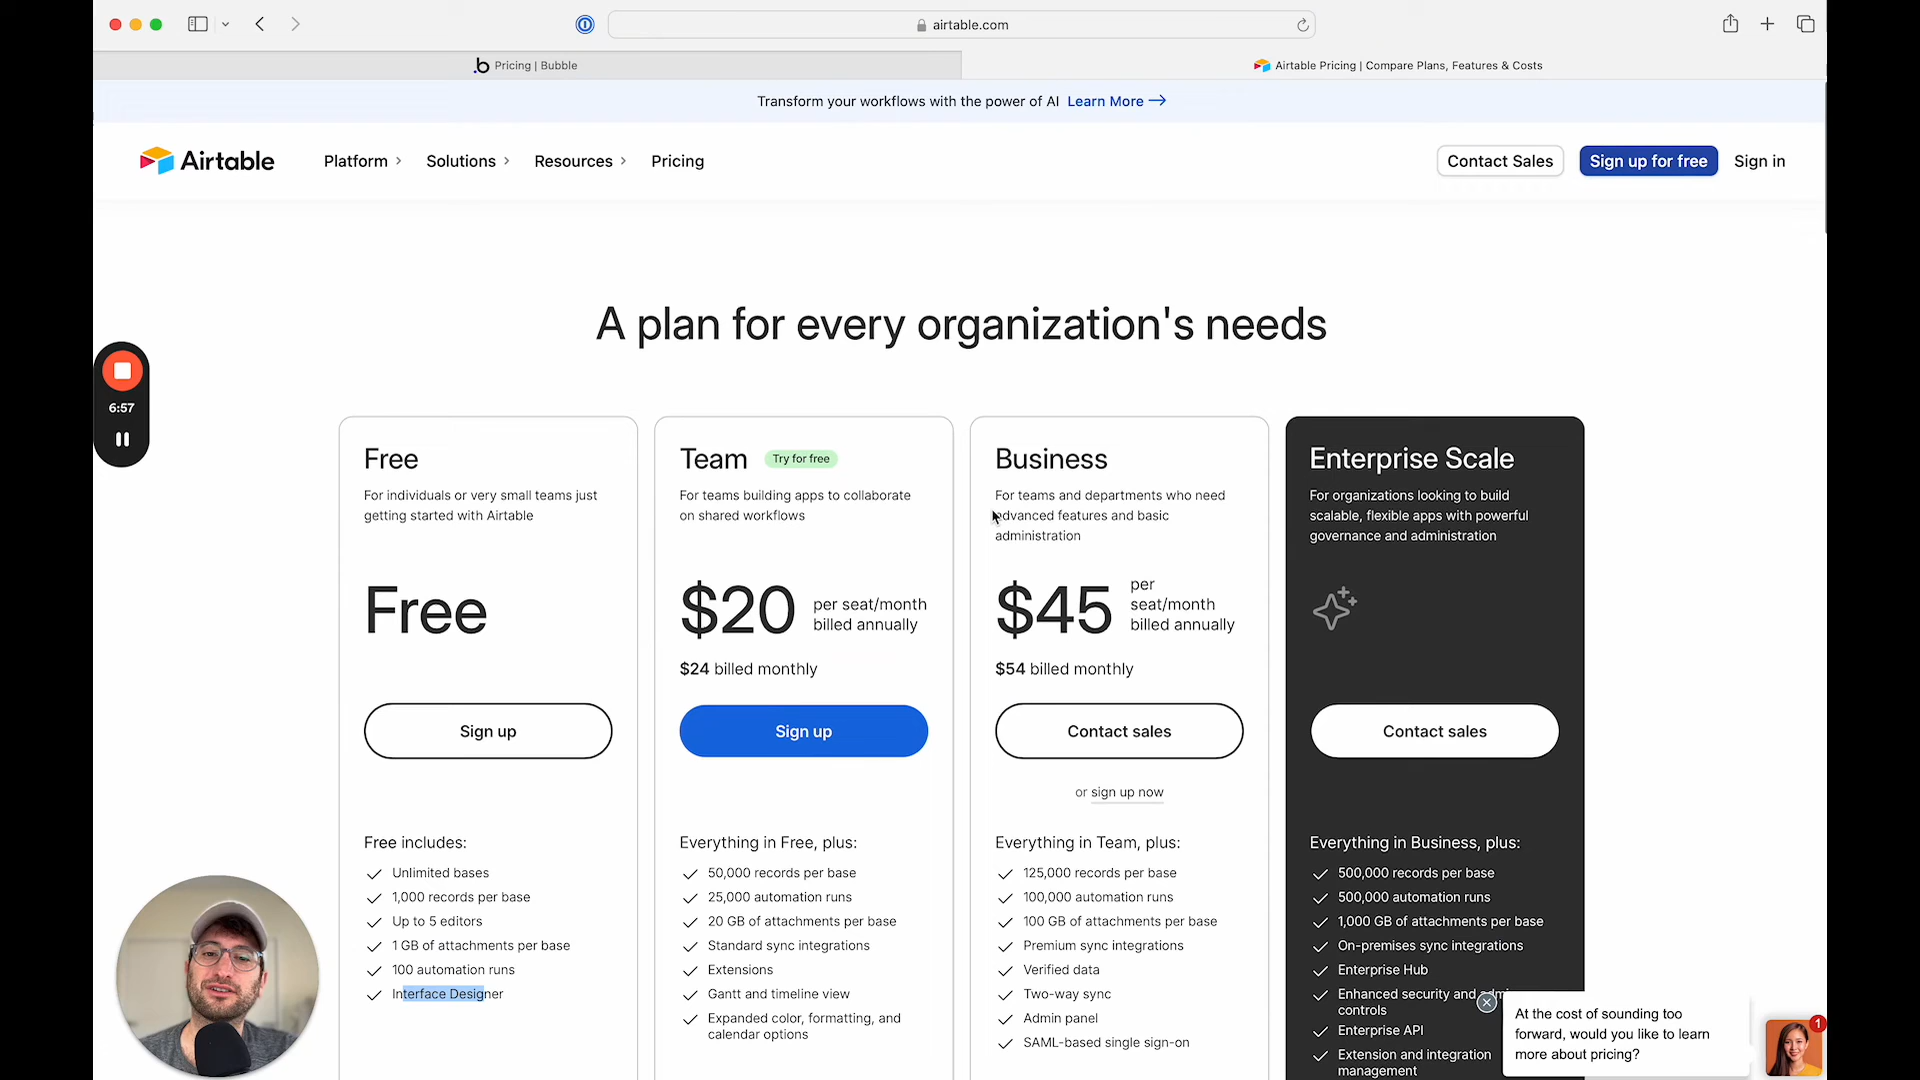 airtable.com
Pricing | Bubble
Airtable Pricing | Compare Plans, Features & Costs
Transform your workflows with the power of AI Learn More
Airtable
Platform
Solutions
Resources
Pricing
Contact Sales
Sign up for free
Sign in
A plan for every organization's needs
6:57
Free
For individuals or very small teams just
getting started with Airtable
Free
Sign up
Free includes:
Unlimited bases
1,000 records per base
Up to 5 editors
1 GB of attachments per base
100 automation runs
Interface Designer
Team
Try for free
For teams building apps to collaborate
on shared workflows
$20
per seat/month
billed annually
$24 billed monthly
Sign up
Everything in Free, plus:
50,000 records per base
25,000 automation runs
20 GB of attachments per base
Standard sync integrations
Extensions
Gantt and timeline view
Expanded color, formatting, and
calendar options
Business
For teams and departments who need
advanced features and basic
administration
$45
per
seat/month
billed annually
$54 billed monthly
Contact sales
or sign up now
Everything in Team, plus:
125,000 records per base
100,000 automation runs
100 GB of attachments per base
Premium sync integrations
Verified data
Two-way sync
Admin panel
SAML-based single sign-on
Enterprise Scale
For organizations looking to build
scalable, flexible apps with powerful
governance and administration
Contact sales
Everything in Business, plus:
500,000 records per base
500,000 automation runs
1,000 GB of attachments per base
On-premises sync integrations
Enterprise Hub
Enhanced security and
controls
Enterprise API
Extension and integration
management
At the cost of sounding too
forward, would you like to learn
more about pricing?
1